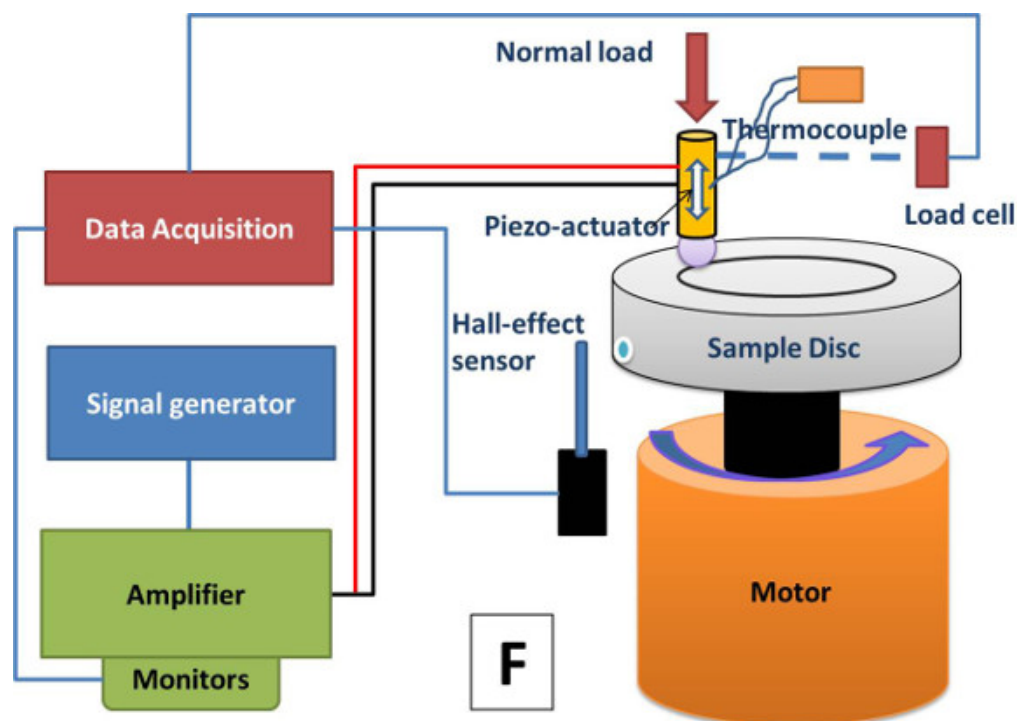 Normal load
Thermocouple
Data Acquisition
Piezo-actuator
Load cell
Hall-effect
sensor
Sample Disc
Signal generator
Amplifier
Motor
Monitors
F